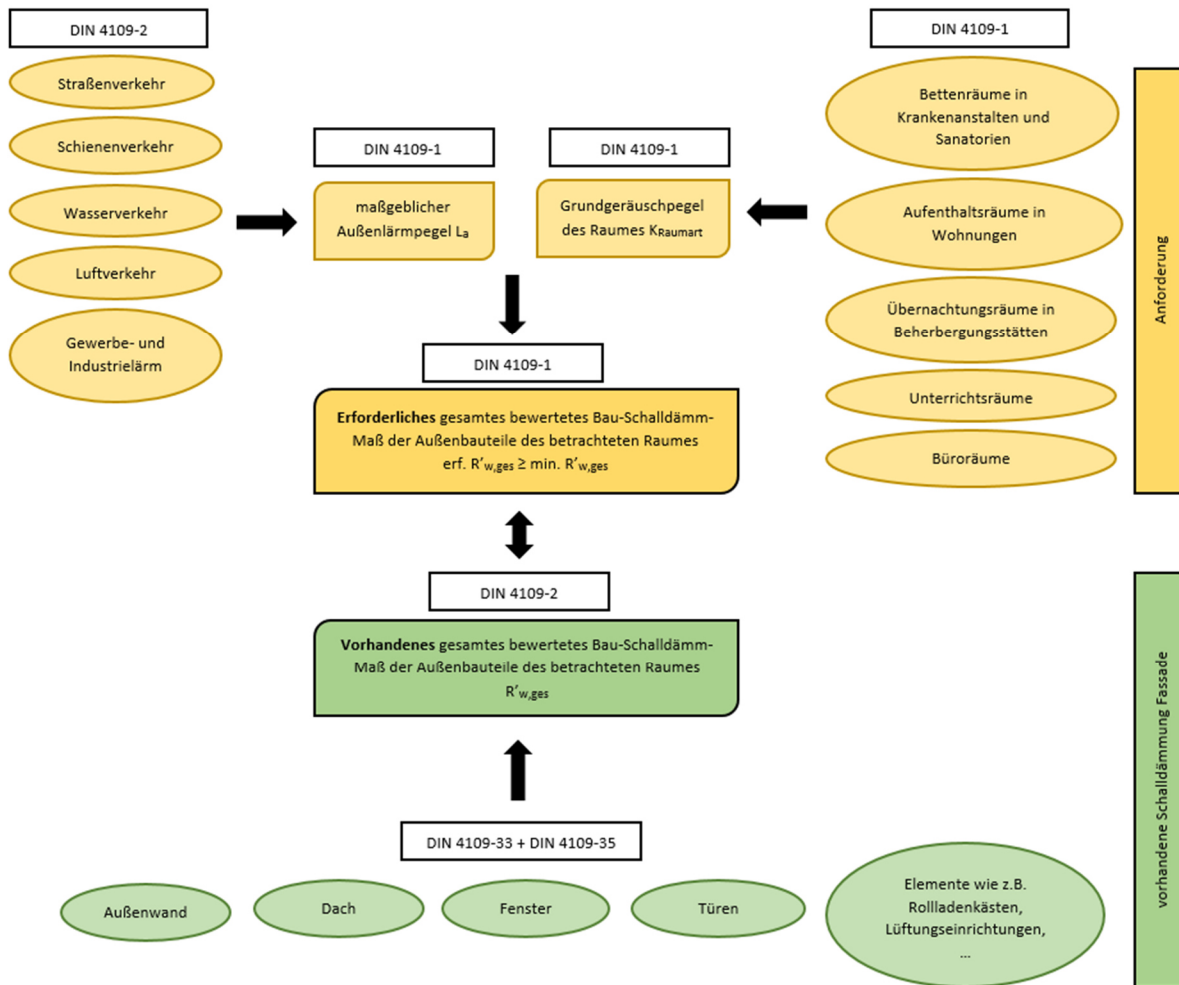 DIN 4109-2
Straßenverkehr
Schienenverkehr
Wasserverkehr
Luftverkehr
Gewerbe- und
Industrielärm
DIN 4109-1
maßgeblicher
Außenlärmpegel La
DIN 4109-1
Grundgeräuschpegel
des Raumes KRaumart
DIN 4109-1
Bettenräume in
Krankenanstalten und
Sanatorien
Aufenthaltsräume in
Wohnungen
Übernachtungsräume in
Beherbergungsstätten
Unterrichtsräume
Büroräume
Anforderung
DIN 4109-1
Erforderliches gesamtes bewertetes Bau-Schalldämm-
Maß der Außenbauteile des betrachteten Raumes
erf. R’w,ges ≥ min. R’w,ges
DIN 4109-2
Vorhandenes gesamtes bewertetes Bau-Schalldämm-
Maß der Außenbauteile des betrachteten Raumes
R’w,ges
DIN 4109-33 + DIN 4109-35
Außenwand
Dach
Fenster
Türen
Elemente wie z.B.
Rollladenkästen,
Lüftungseinrichtungen,
...
vorhandene Schalldämmung Fassade